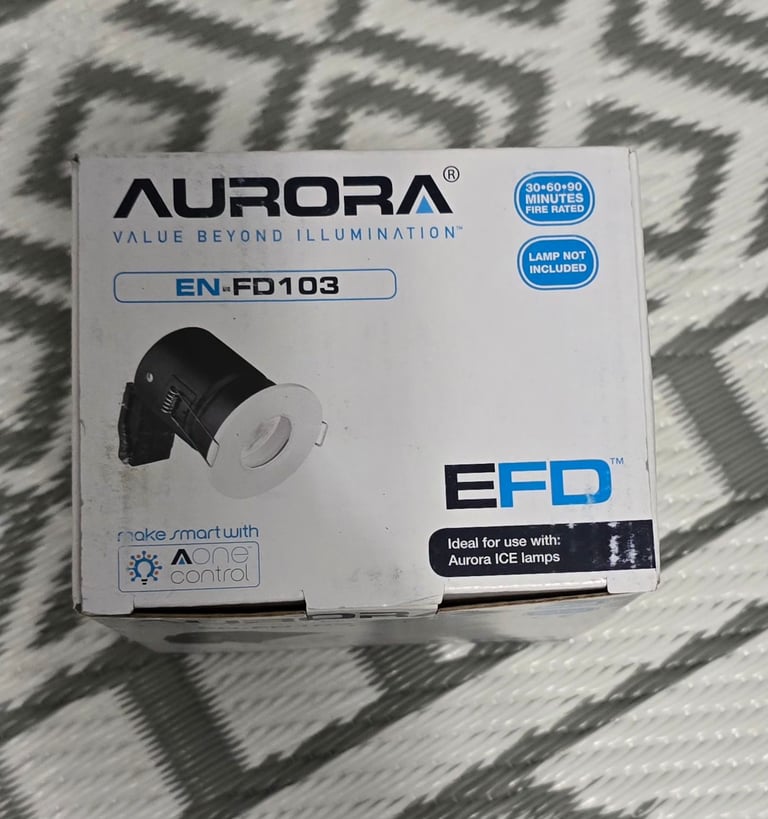 AURORA®
VALUE BEYOND ILLUMINATION™
EN-FD103
30•60•90
MINUTES
FIRE RATED
LAMP NOT
INCLUDED
EFD™
Ideal for use with:
Aurora ICE lamps
make smart with
AOne™
control